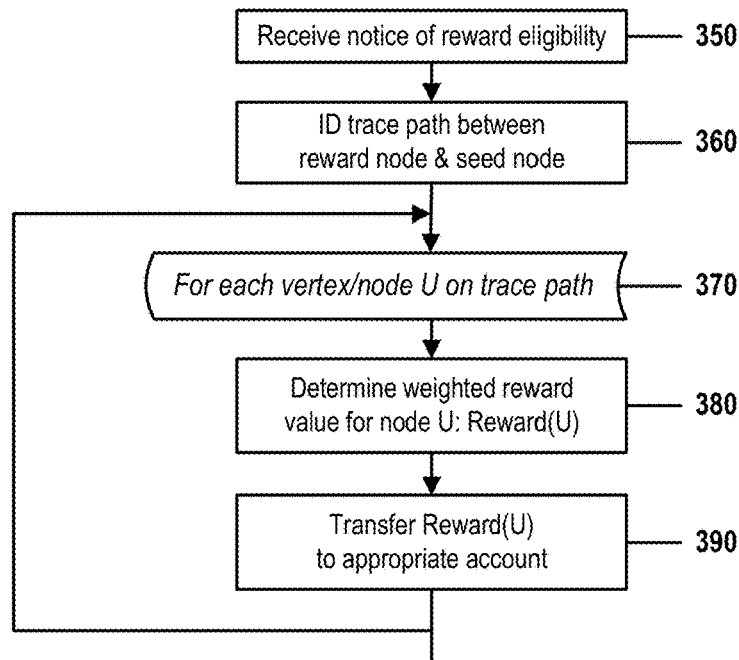 Receive notice of reward eligibility
350
ID trace path between
reward node & seed node
360
For each vertex/node U on trace path
370
Determine weighted reward
value for node U: Reward(U)
380
Transfer Reward(U)
to appropriate account
390